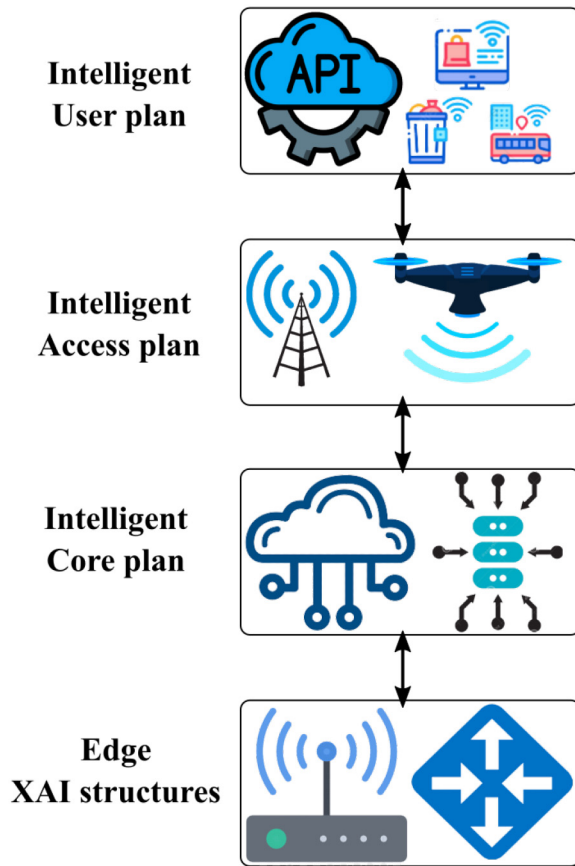 Intelligent
User plan
API
Intelligent
Access plan
Intelligent
Core plan
Edge
XAI structures